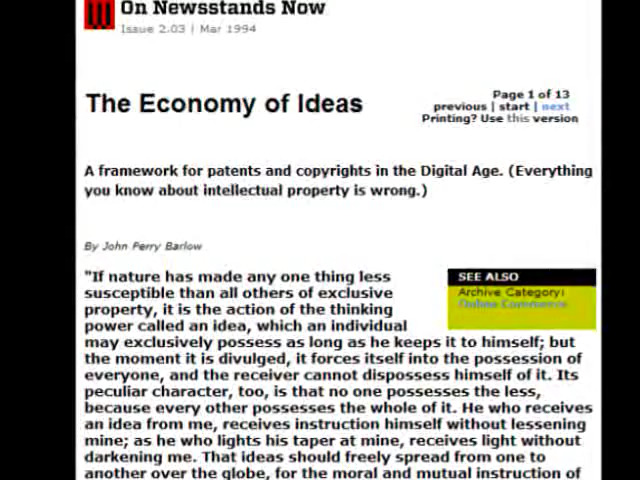 On Newsstands Now
Issue 2.03 | Mar 1994
The Economy of Ideas
Page 1 of 13
previous | start | next
Printing? Use this version
A framework for patents and copyrights in the Digital Age. (Everything
you know about intellectual property is wrong.)
By John Perry Barlow
SEE ALSO
Archive Category:
Online Commerce
"If nature has made any one thing less
susceptible than all others of exclusive
property, it is the action of the thinking
power called an idea, which an individual
may exclusively possess as long as he keeps it to himself; but
the moment it is divulged, it forces itself into the possession of
everyone, and the receiver cannot dispossess himself of it. Its
peculiar character, too, is that no one possesses the less,
because every other possesses the whole of it. He who receives
an idea from me, receives instruction himself without lessening
mine; as he who lights his taper at mine, receives light without
darkening me. That ideas should freely spread from one to
another over the globe, for the moral and mutual instruction of